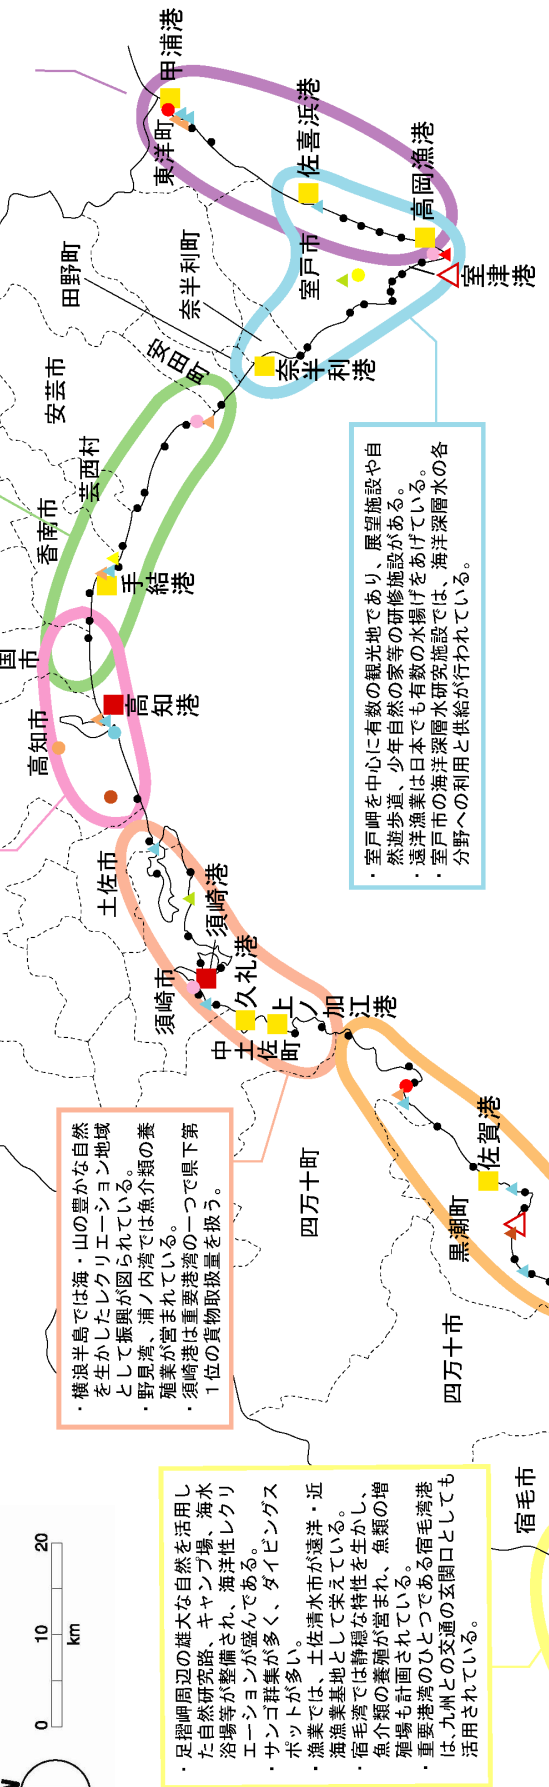 甲浦港
東洋町
佐喜浜港
高岡漁港
室戸市
室津港
奈半利町
田野町
奈半利港
安田町
安芸市
芸西村
香南市
手結港
国市
高知市
高知港
土佐市
須崎港
須崎市
久礼港
上ノ加江港
中土佐町
四万十町
佐賀港
黒潮町
四万十市
宿毛市
・室戸岬を中心に有数の観光地であり、展望施設や自
然遊歩道、少年自然の家等の研修施設がある。
・遠洋漁業は日本でも有数の水揚げをあげている。
・室戸市の海洋深層水研究施設では、海洋深層水の各
分野への利用と供給が行われている。
・横浪半島では海・山の豊かな自然
を生かしたレクリエーション地域
として振興が図られている。
・野見湾、浦ノ内湾では魚介類の養
殖業が営まれている。
・須崎港は重要港湾の一つで県下第
1位の貨物取扱量を扱う。
・足摺岬周辺の雄大な自然を活用し
た自然研究路、キャンプ場、海水
浴場等が整備され、海洋性レクリ
エーションが盛んである。
・サンゴ群集が多く、ダイビングス
ポットが多い。
・漁業では、土佐清水市が遠洋・近
海漁業基地として栄えている。
・宿毛湾では静穏な特性を生かし、
魚介類の養殖が営まれ、魚類の増
殖場も計画されている。
・重要港湾のひとつである宿毛湾港
は、九州との交通の玄関口としても
活用されている。
0 10 20
km
N